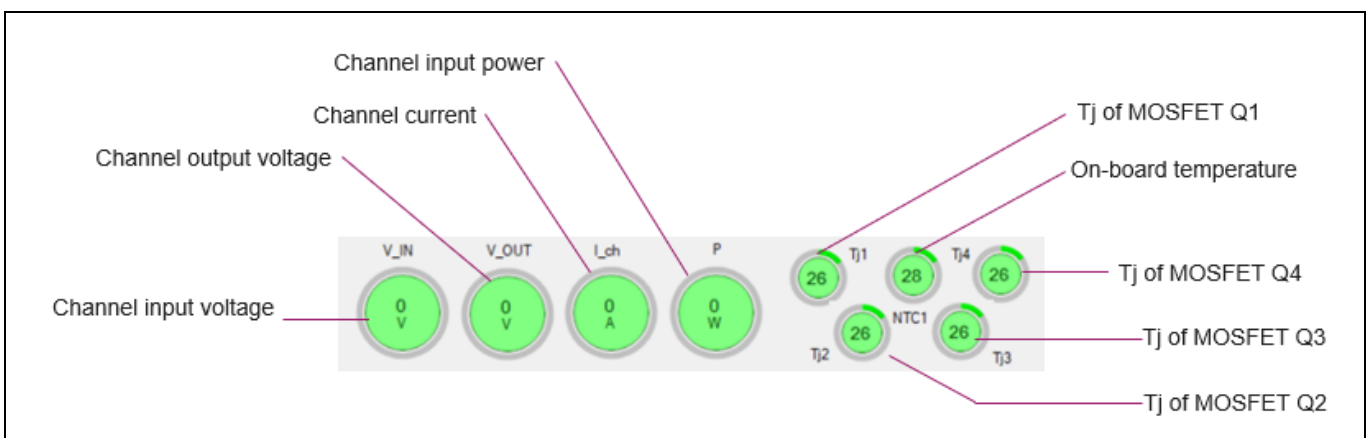 Channel input power
Channel current
Channel output voltage
Channel input voltage
Tj of MOSFET Q1
On-board temperature
Tj of MOSFET Q4
Tj of MOSFET Q3
Tj of MOSFET Q2
V_IN
V_OUT
I_ch
P
0
V
0
V
0
A
0
W
26
Tj1
28
Tj4
26
Tj2
26
NTC1
26
Tj3